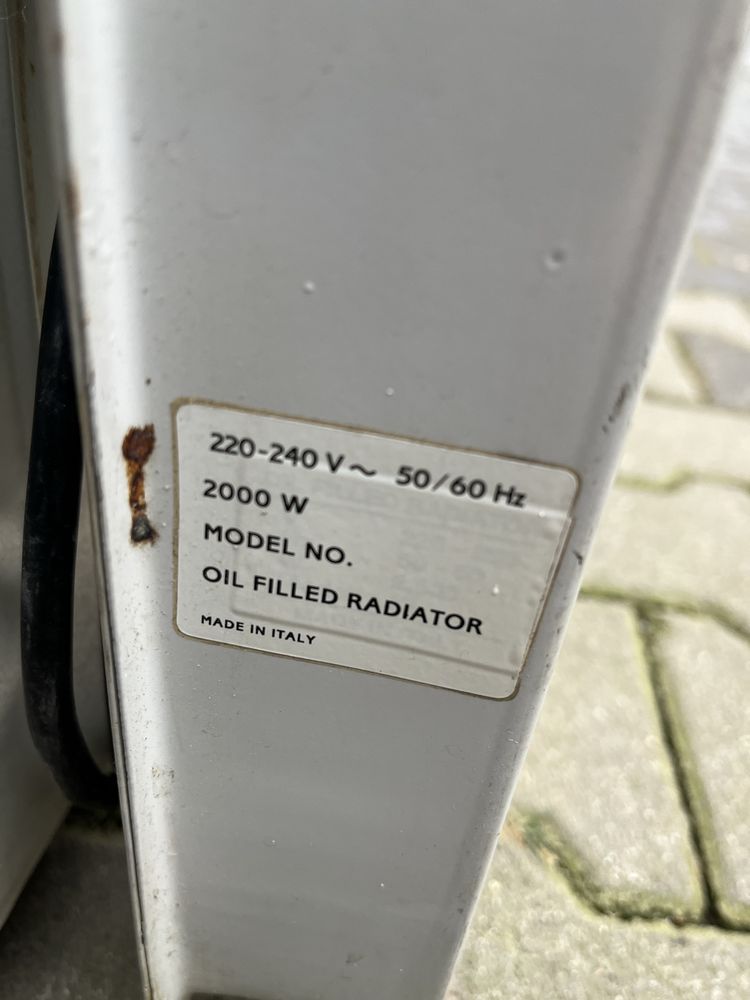 220-240 V ~ 50/60 Hz
2000 W
MODEL NO.
OIL FILLED RADIATOR
MADE IN ITALY